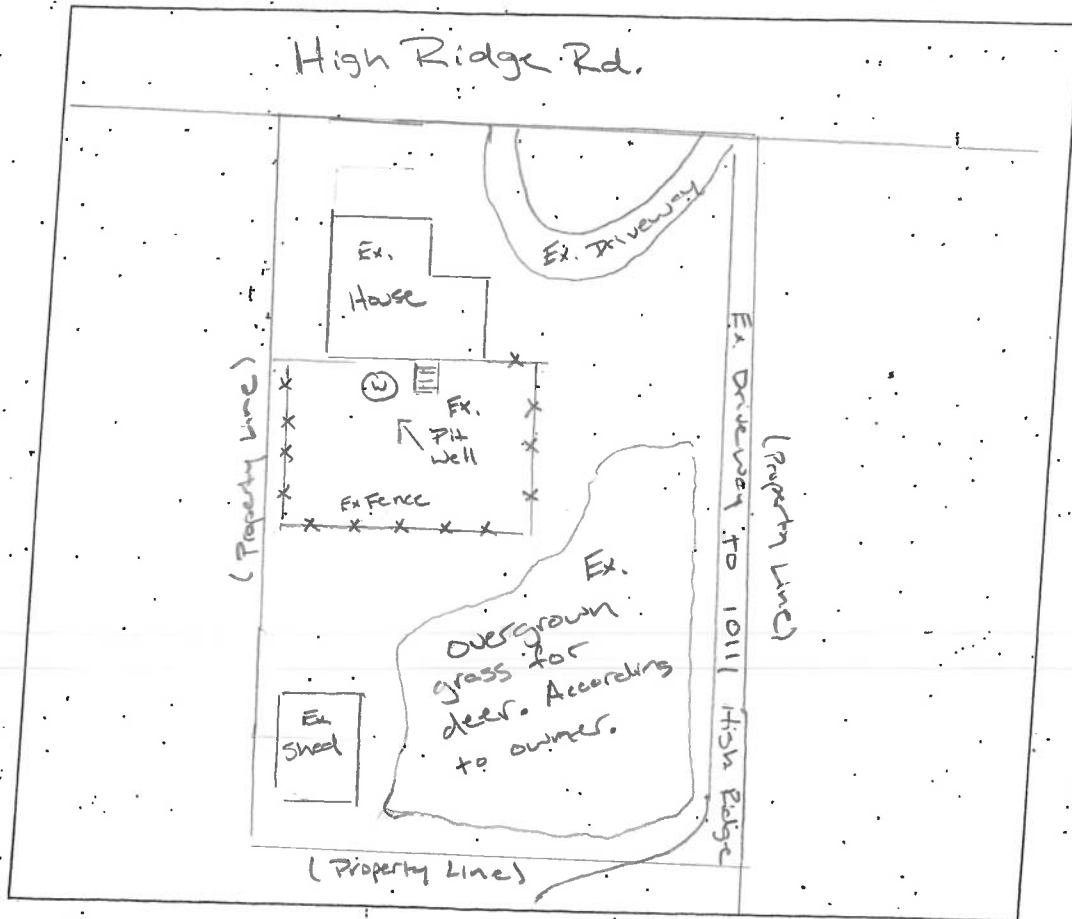 High Ridge Rd.
Ex. Driveway
Ex.
House
(Property Line)
W
Ex.
Pit
Well
Ex Fence
Ex Driveway to 10111 High Ridge
(Property Line)
Ex.
overgrown
grass for
deer. According
to owner.
Ex
Shed
(Property Line)